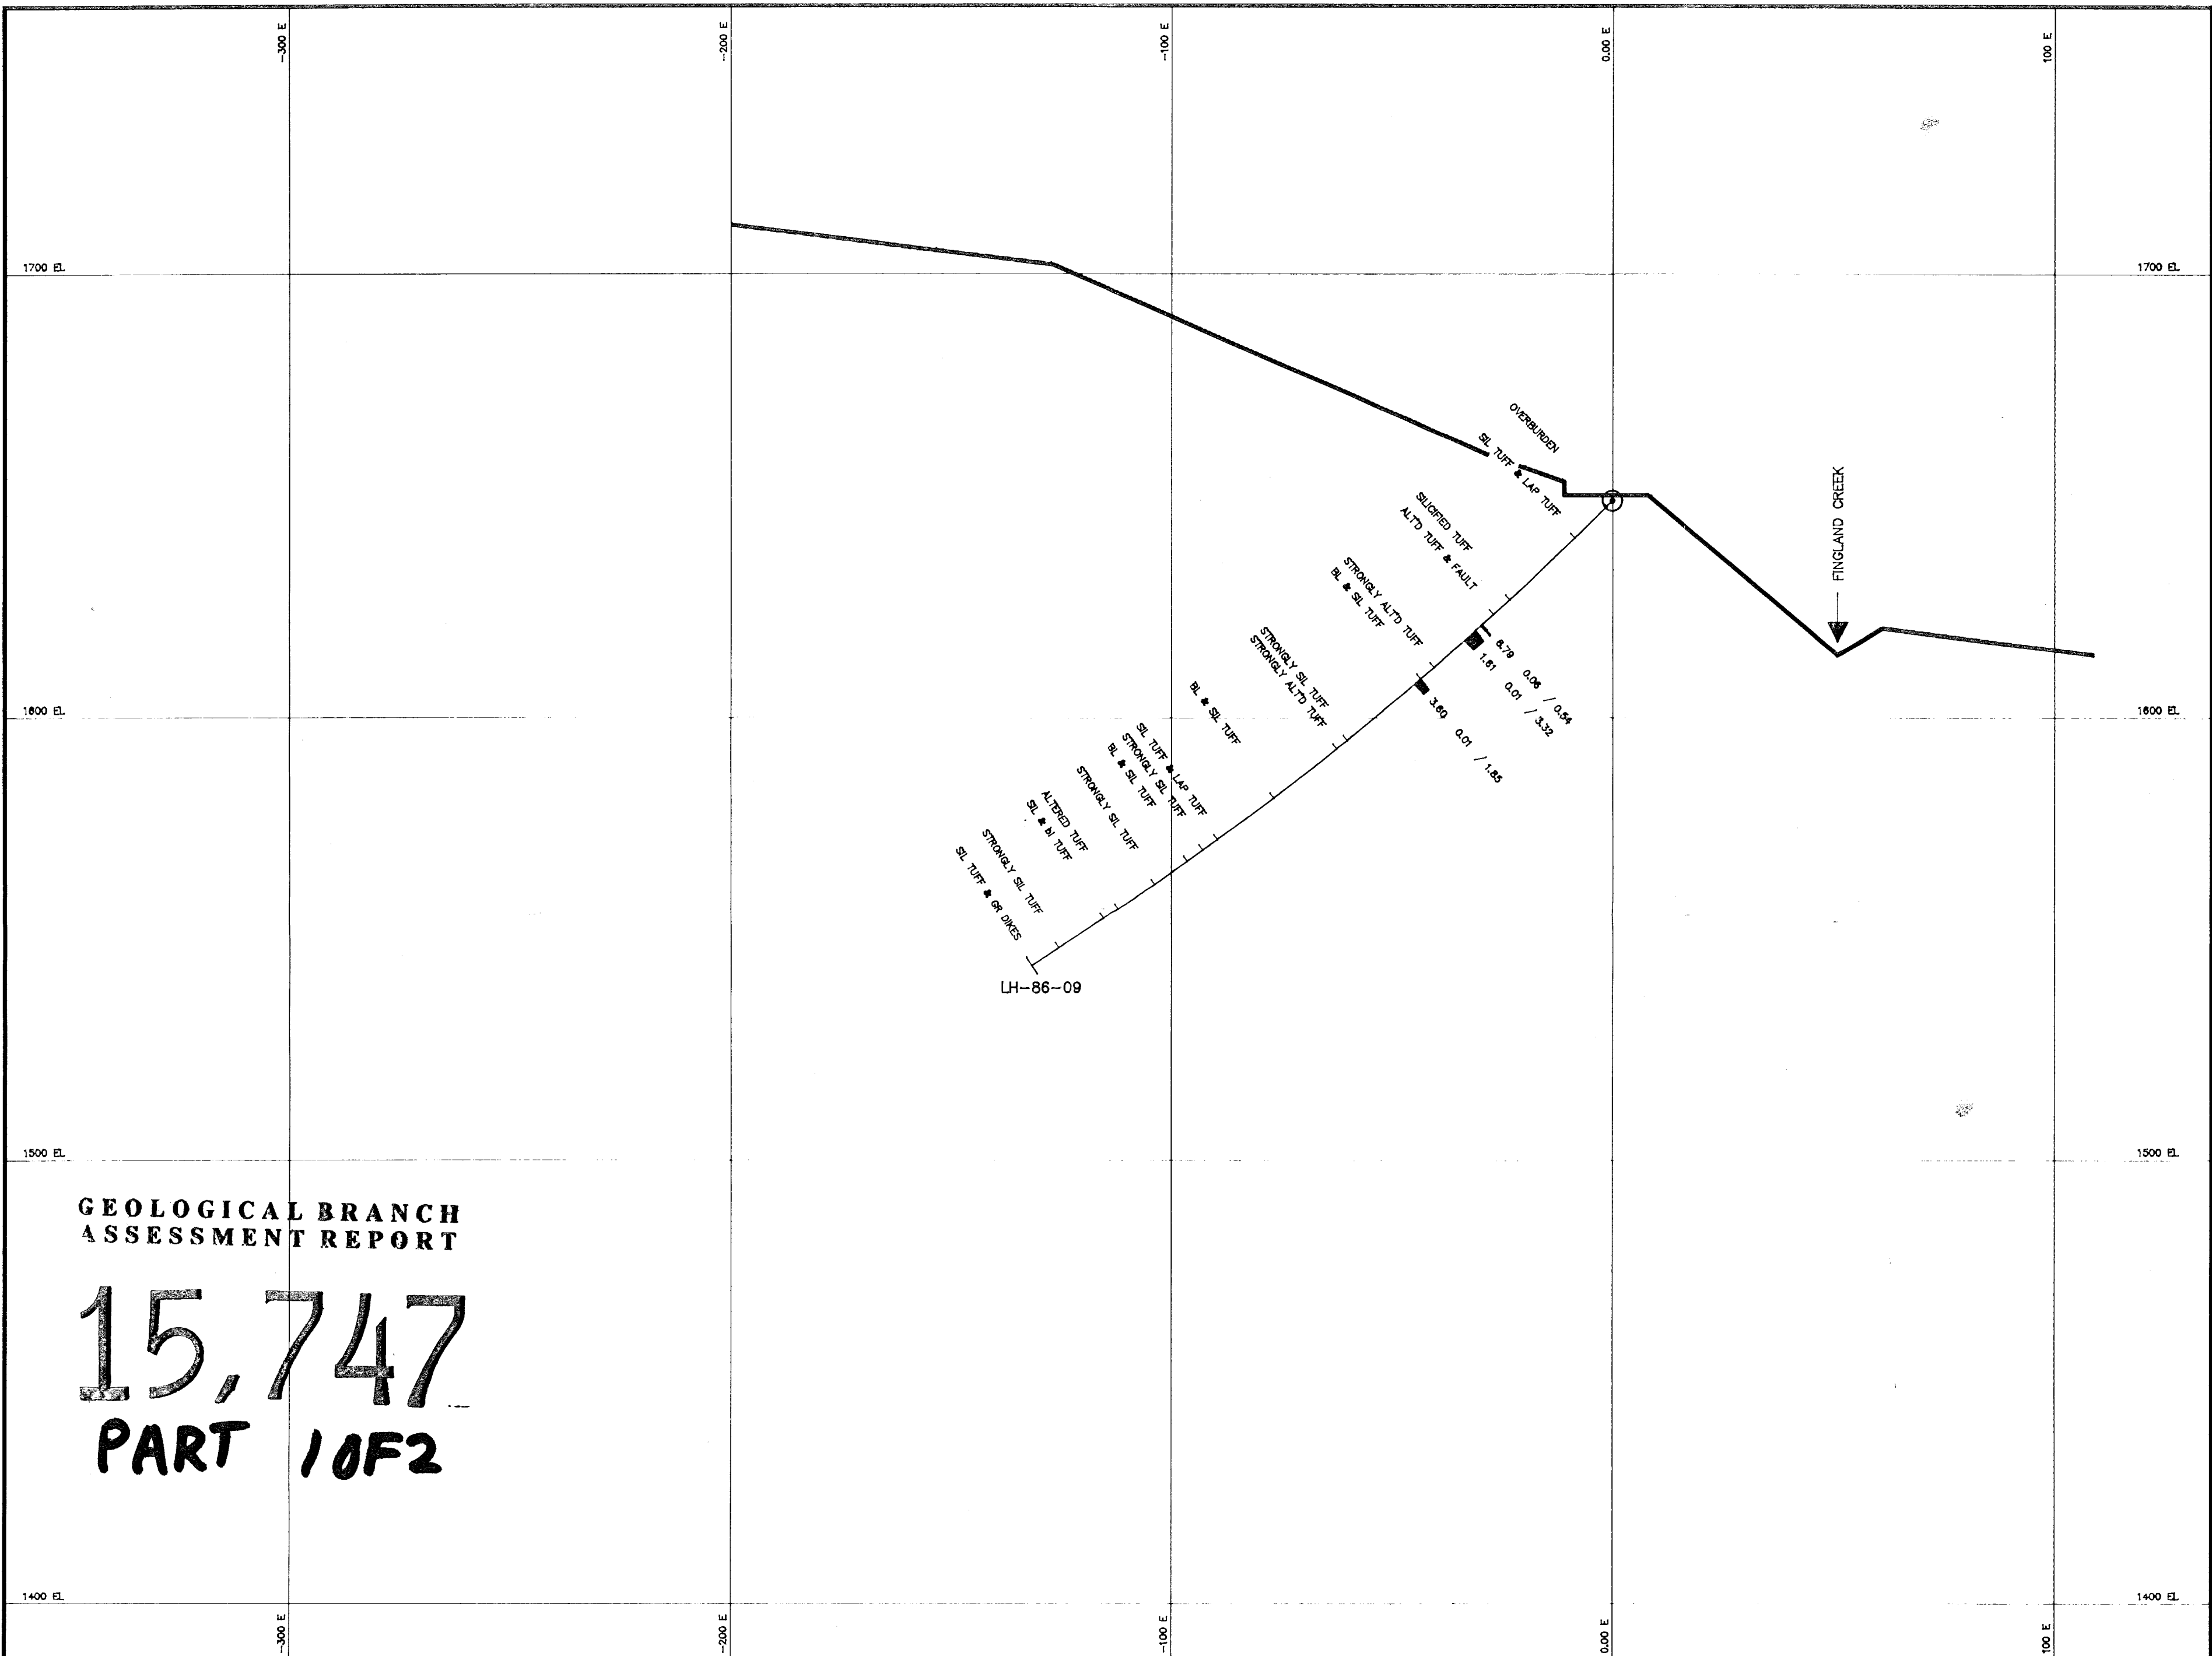 -300 E
-200 E
-100 E
0.00 E
100 E
1700 EL
1700 EL
OVERBURDEN
SIL TUFF & LAP TUFF
SILICIFIED TUFF
ALT'D TUFF & FAULT
STRONGLY ALT'D TUFF
BL & SIL TUFF
STRONGLY SIL TUFF
STRONGLY ALT'D TUFF
BL & SIL TUFF
SIL TUFF & LAP TUFF
STRONGLY SIL TUFF
BL & SIL TUFF
STRONGLY SIL TUFF
ALTERED TUFF
SIL & bl TUFF
STRONGLY SIL TUFF
SIL TUFF & GR DIKES
FINGLAND CREEK
6.79 0.06 / 0.54
1.61 0.01 / 3.32
3.60 0.01 / 1.85
1600 EL
1600 EL
LH-86-09
1500 EL
1500 EL
GEOLOGICAL BRANCH
ASSESSMENT REPORT
15,747
PART 1 OF 2
1400 EL
1400 EL
-300 E
-200 E
-100 E
0.00 E
100 E